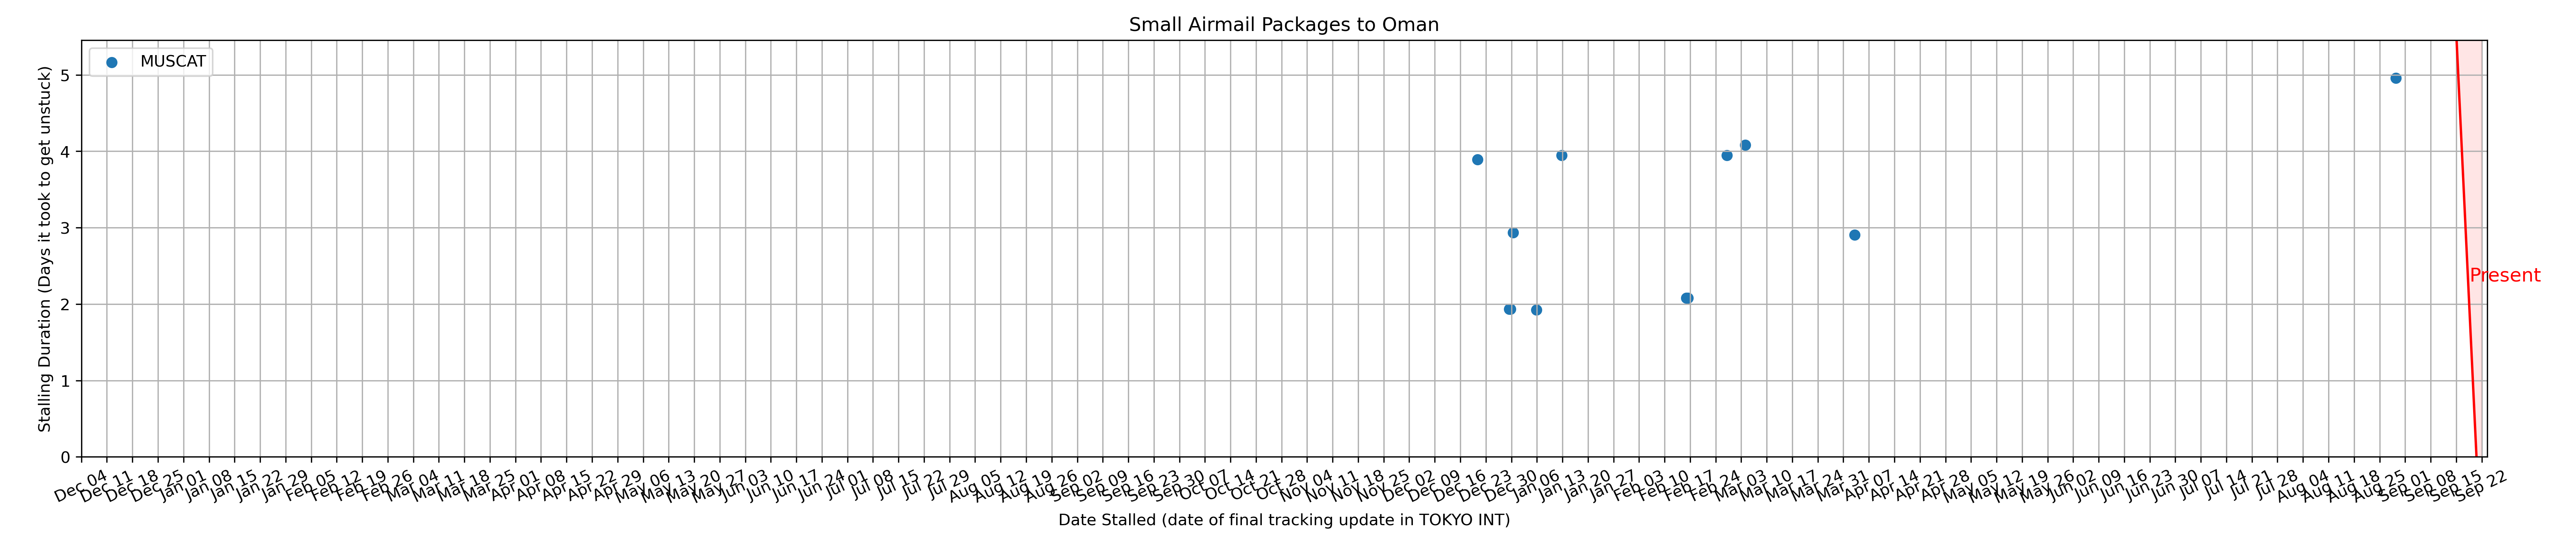 Small Airmail Packages to Oman
MUSCAT
Stalling Duration (Days it took to get unstuck)
5
4
3
2
1
0
Present
Dec 04 Dec 11 Dec 18 Dec 25 Jan 01 Jan 08 Jan 15 Jan 22 Jan 29 Feb 05 Feb 12 Feb 19 Feb 26 Mar 04 Mar 11 Mar 18 Mar 25 Apr 01 Apr 08 Apr 15 Apr 22 Apr 29 May 06 May 13 May 20 May 27 Jun 03 Jun 10 Jun 17 Jun 24 Jul 01 Jul 08 Jul 15 Jul 22 Jul 29 Aug 05 Aug 12 Aug 19 Aug 26 Sep 02 Sep 09 Sep 16 Sep 23 Sep 30 Oct 07 Oct 14 Oct 21 Oct 28 Nov 04 Nov 11 Nov 18 Nov 25 Dec 02 Dec 09 Dec 16 Dec 23 Dec 30 Jan 06 Jan 13 Jan 20 Jan 27 Feb 03 Feb 10 Feb 17 Feb 24 Mar 03 Mar 10 Mar 17 Mar 24 Mar 31 Apr 07 Apr 14 Apr 21 Apr 28 May 05 May 12 May 19 May 26 Jun 02 Jun 09 Jun 16 Jun 23 Jun 30 Jul 07 Jul 14 Jul 21 Jul 28 Aug 04 Aug 11 Aug 18 Aug 25 Sep 01 Sep 08 Sep 15 Sep 22
Date Stalled (date of final tracking update in TOKYO INT)